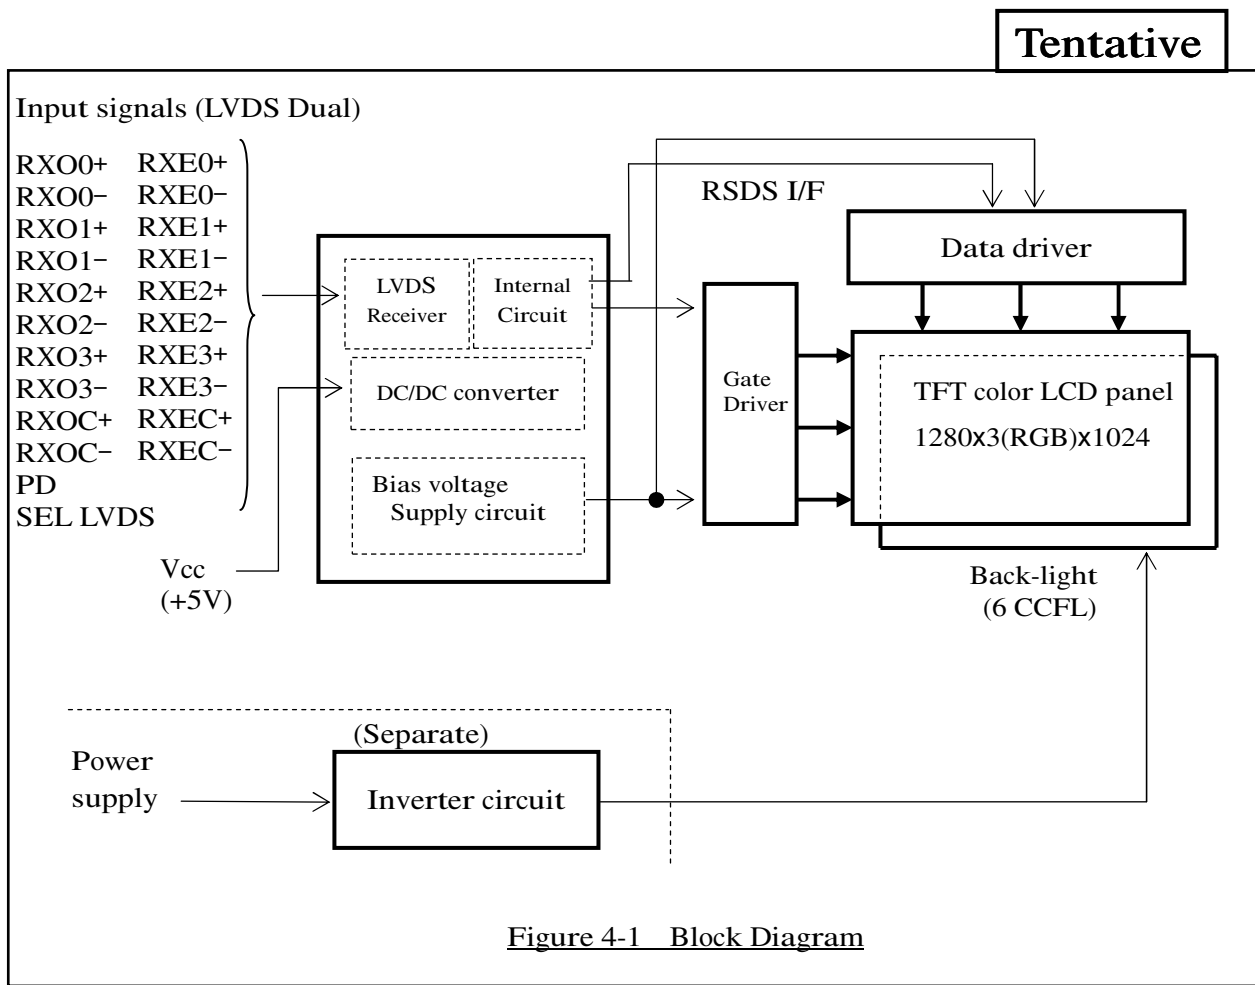 Tentative
Input signals (LVDS Dual)
RXO0+ RXE0+
RXO0− RXE0−
RXO1+ RXE1+
RXO1− RXE1−
RXO2+ RXE2+
RXO2− RXE2−
RXO3+ RXE3+
RXO3− RXE3−
RXOC+ RXEC+
RXOC− RXEC−
PD
SEL LVDS
Vcc
(+5V)
LVDS
Receiver
Internal
Circuit
DC/DC converter
Bias voltage
Supply circuit
RSDS I/F
Data driver
Gate
Driver
TFT color LCD panel
1280x3(RGB)x1024
Back-light
(6 CCFL)
(Separate)
Power
supply
Inverter circuit
Figure 4-1 Block Diagram